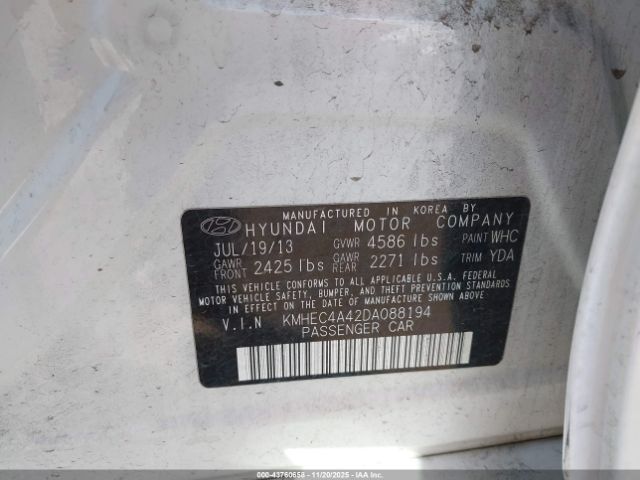 MANUFACTURED IN KOREA BY
HYUNDAI MOTOR COMPANY
JUL/19/13 GVWR 4586 lbs PAINT WHC
GAWR FRONT 2425 lbs GAWR REAR 2271 lbs TRIM YDA
THIS VEHICLE CONFORMS TO ALL APPLICABLE U.S.A. FEDERAL
MOTOR VEHICLE SAFETY, BUMPER, AND THEFT PREVENTION STANDARDS
IN EFFECT ON THE DATE OF MANUFACTURE SHOWN ABOVE.
V.I.N KMHEC4A42DA088194
PASSENGER CAR
000-43760658 - 11/20/2025 - IAA.com